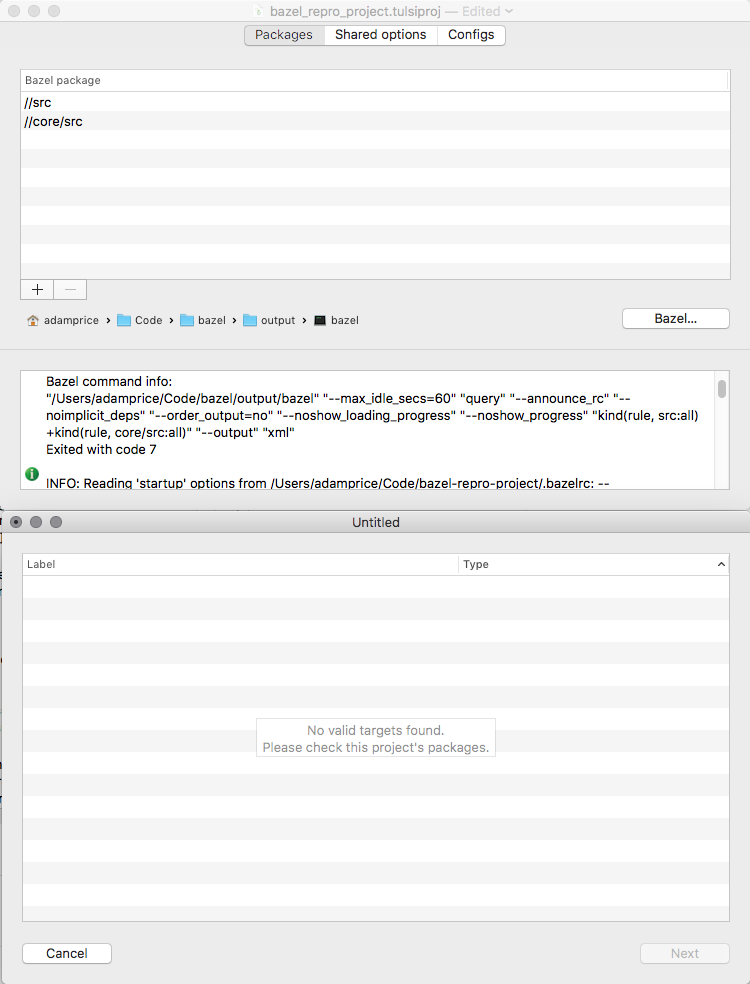 bazel_repro_project.tulsiproj — Edited
Packages Shared options Configs
Bazel package
//src
//core/src
+ −
adamprice › Code › bazel › output › bazel
Bazel...
Bazel command info:
"/Users/adamprice/Code/bazel/output/bazel" "--max_idle_secs=60" "query" "--announce_rc" "--
noimplicit_deps" "--order_output=no" "--noshow_loading_progress" "--noshow_progress" "kind(rule, src:all)
+kind(rule, core/src:all)" "--output" "xml"
Exited with code 7
INFO: Reading 'startup' options from /Users/adamprice/Code/bazel-repro-project/.bazelrc: --
Untitled
Label Type
No valid targets found.
Please check this project's packages.
Cancel Next